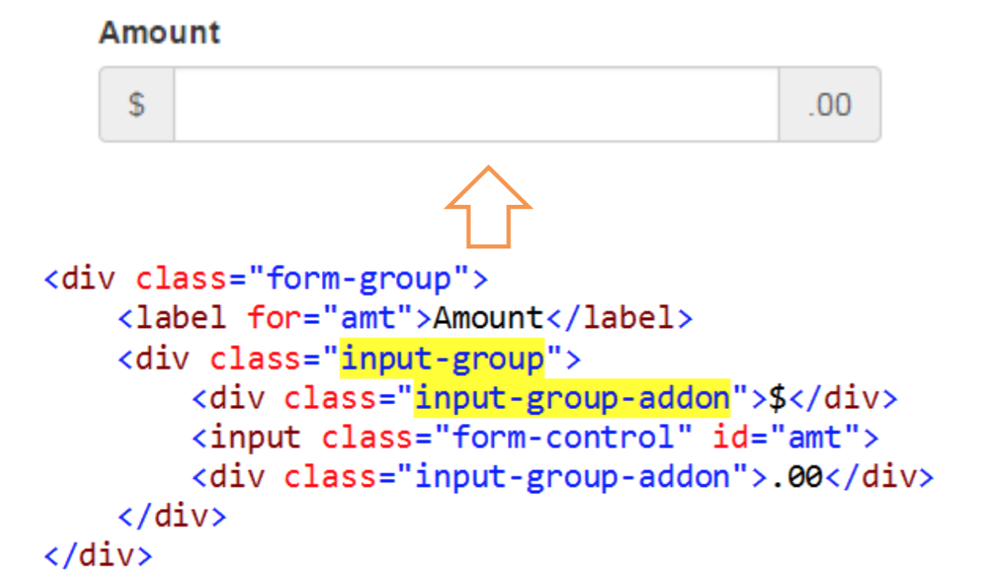 Amount
$ .00
<div class="form-group">
    <label for="amt">Amount</label>
    <div class="input-group">
        <div class="input-group-addon">$</div>
        <input class="form-control" id="amt">
        <div class="input-group-addon">.00</div>
    </div>
</div>